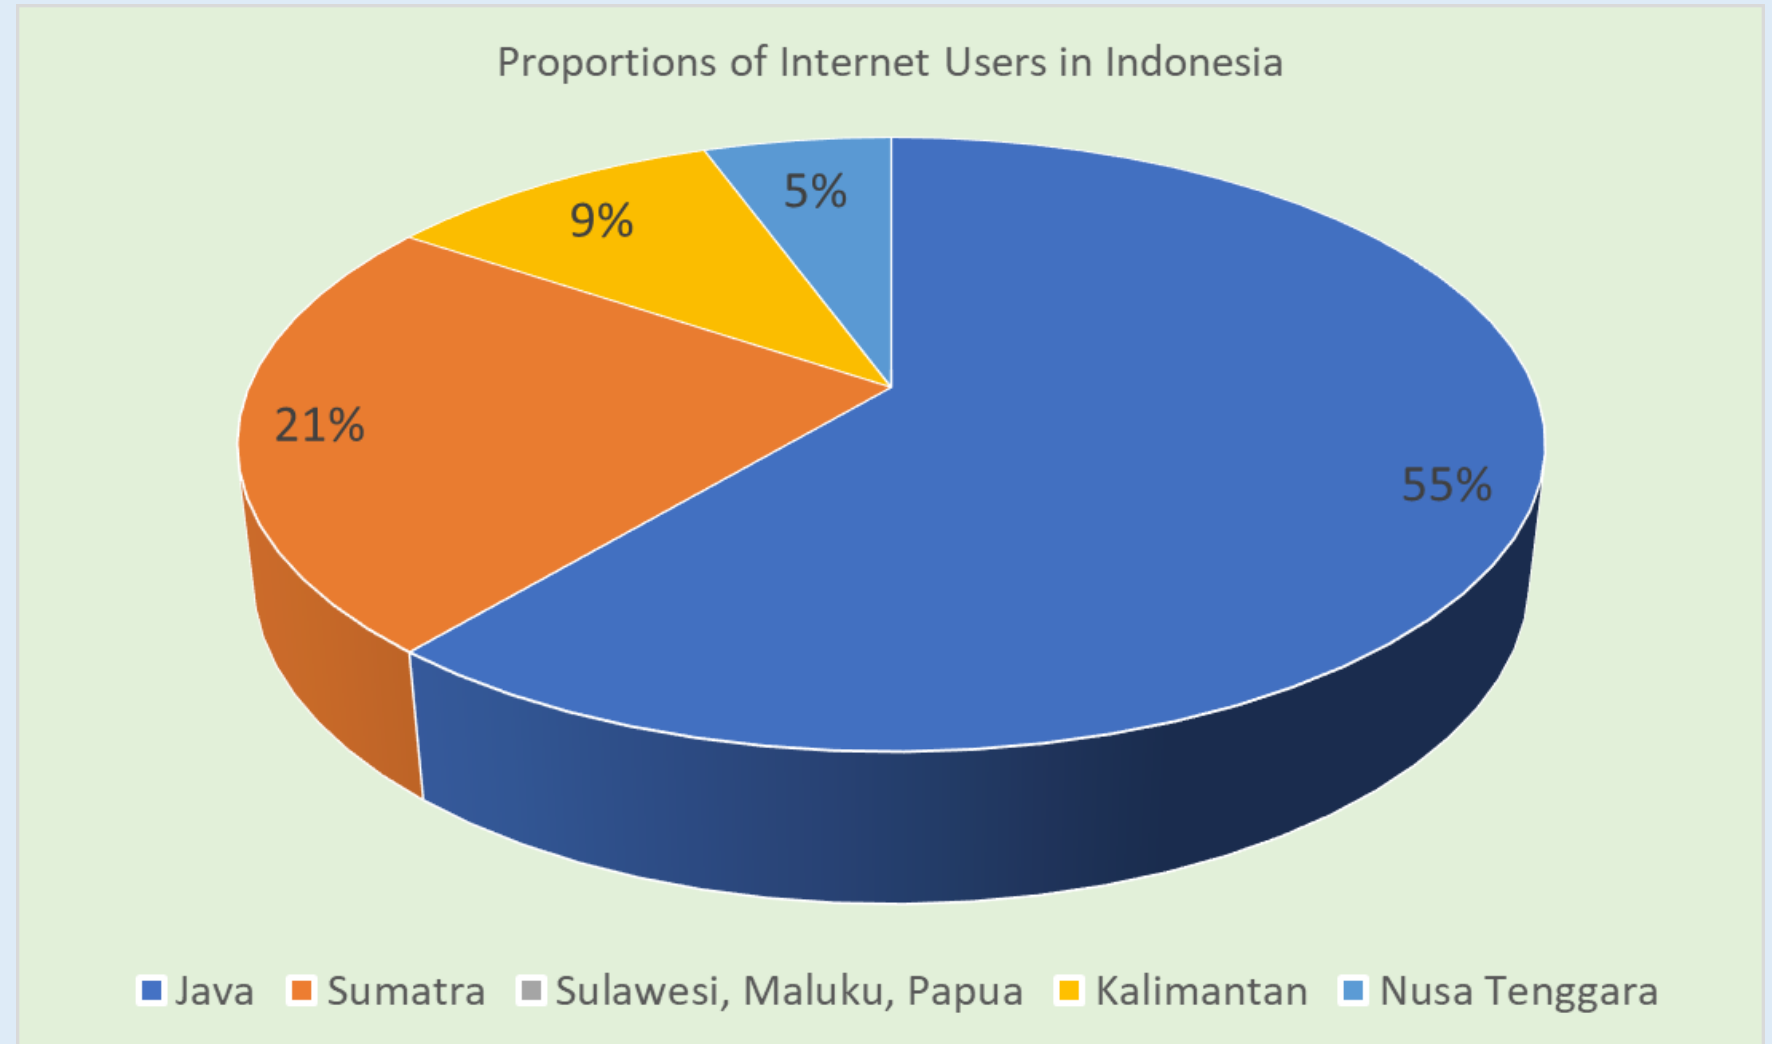 Proportions of Internet Users in Indonesia
5%
9%
21%
55%
Java Sumatra Sulawesi, Maluku, Papua Kalimantan Nusa Tenggara